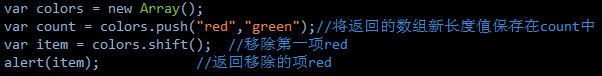 var colors = new Array();
var count = colors.push("red","green");//将返回的数组新长度值保存在count中
var item = colors.shift();  //移除第一项red
alert(item);            //返回移除的项red